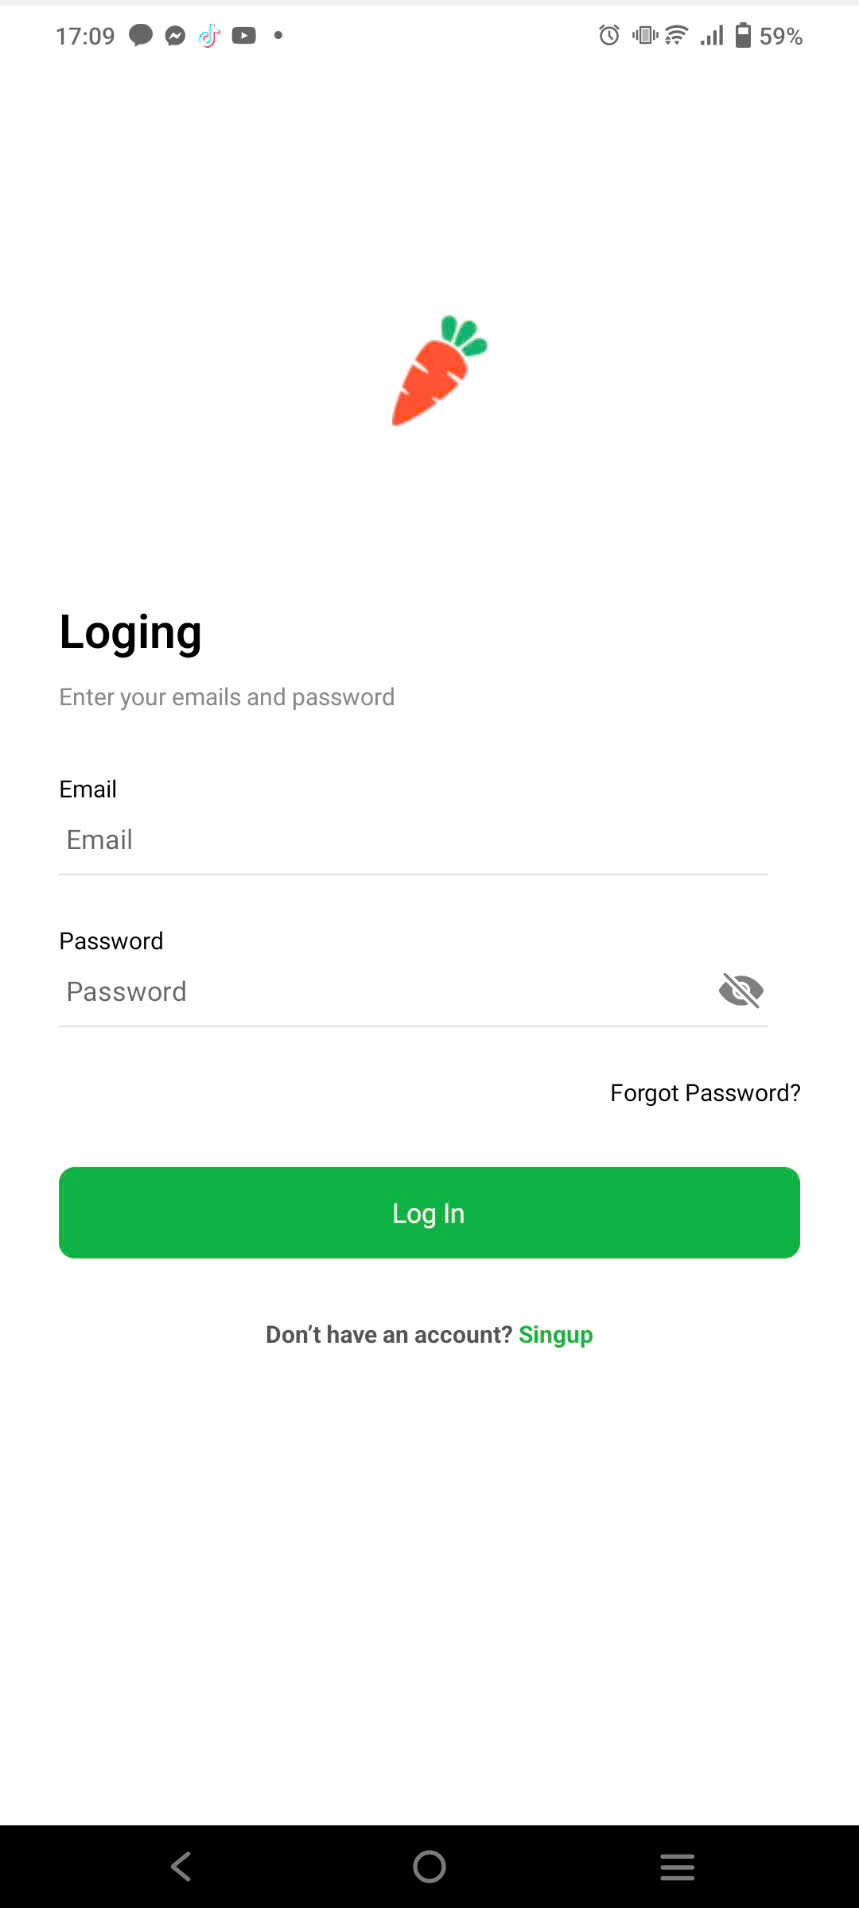 17:09 59%
Loging
Enter your emails and password
Email
Email
Password
Password
Forgot Password?
Log In
Don’t have an account? Singup